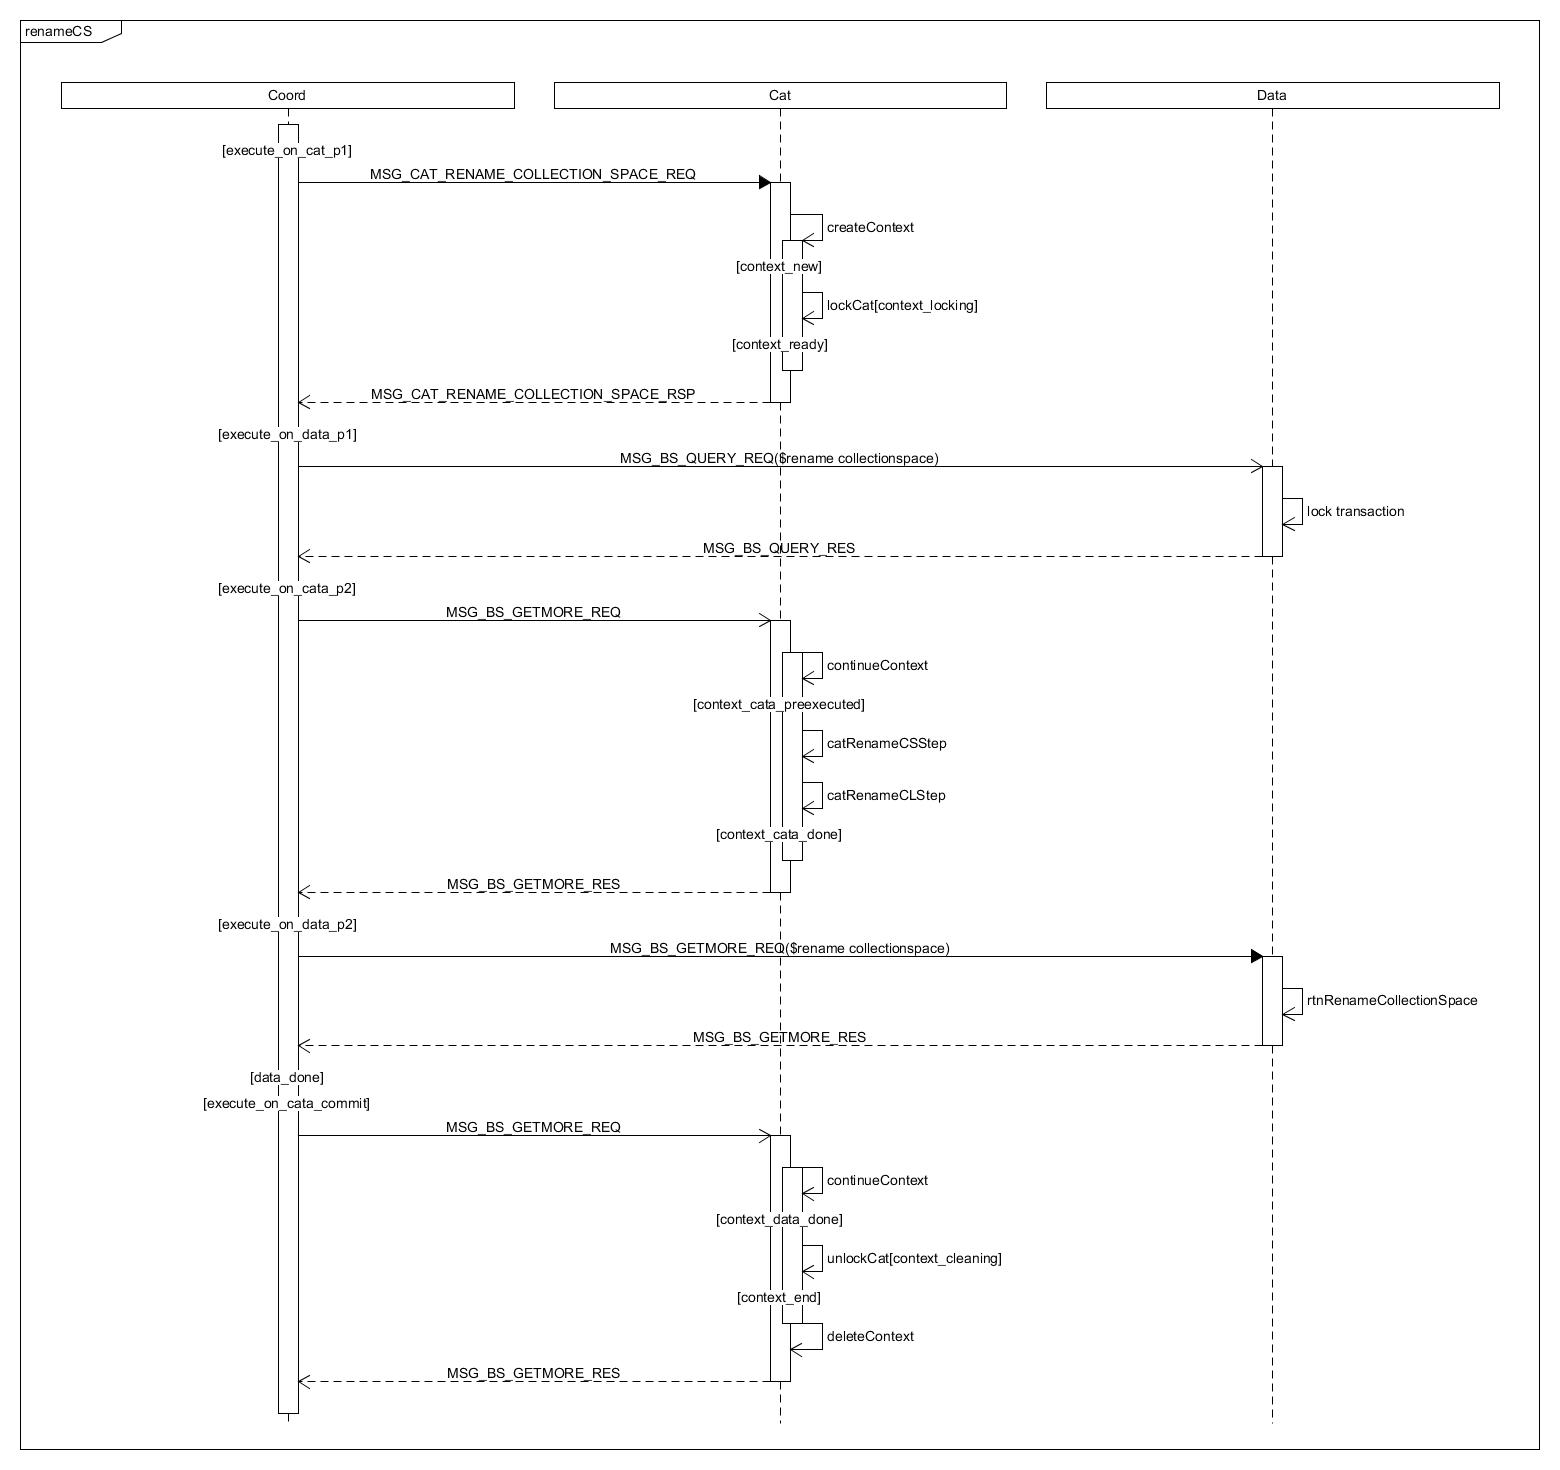 renameCS
Coord
Cat
Data
[execute_on_cat_p1]
MSG_CAT_RENAME_COLLECTION_SPACE_REQ
createContext
[context_new]
lockCat[context_locking]
[context_ready]
MSG_CAT_RENAME_COLLECTION_SPACE_RSP
[execute_on_data_p1]
MSG_BS_QUERY_REQ($rename collectionspace)
lock transaction
MSG_BS_QUERY_RES
[execute_on_cata_p2]
MSG_BS_GETMORE_REQ
continueContext
[context_cata_preexecuted]
catRenameCSStep
catRenameCLStep
[context_cata_done]
MSG_BS_GETMORE_RES
[execute_on_data_p2]
MSG_BS_GETMORE_REQ($rename collectionspace)
rtnRenameCollectionSpace
MSG_BS_GETMORE_RES
[data_done]
[execute_on_cata_commit]
MSG_BS_GETMORE_REQ
continueContext
[context_data_done]
unlockCat[context_cleaning]
[context_end]
deleteContext
MSG_BS_GETMORE_RES